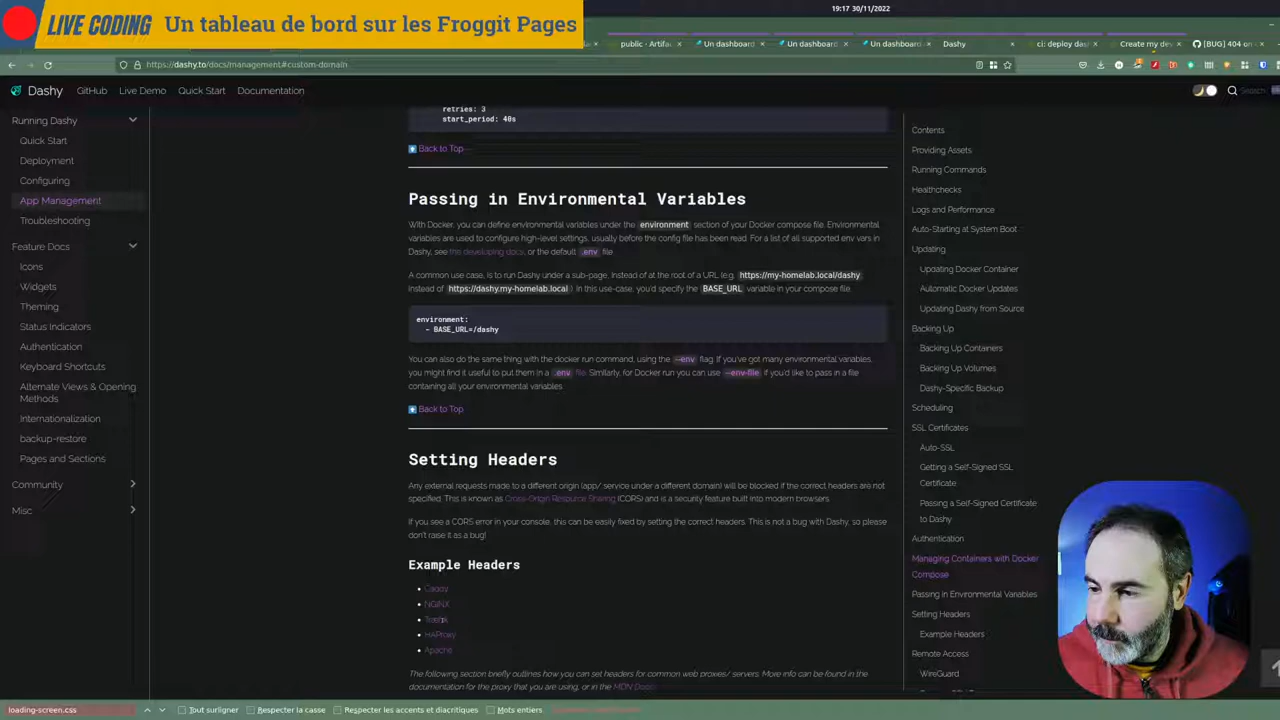 19:17 30/11/2022
LIVE CODING Un tableau de bord sur les Froggit Pages
public - Artifac
Un dashboard
Un dashboard
Un dashboard
Dashy
ci: deploy das
Create my des
[BUG] 404 on
https://dashy.to/docs/management#custom-domain
Dashy GitHub Live Demo Quick Start Documentation
Search
Running Dashy
Quick Start
Deployment
Configuring
App Management
Troubleshooting
Feature Docs
Icons
Widgets
Theming
Status Indicators
Authentication
Keyboard Shortcuts
Alternate Views & Opening
Methods
Internationalization
backup-restore
Pages and Sections
Community
Misc
retries: 3
start_period: 40s
Back to Top
Passing in Environmental Variables
With Docker, you can define environmental variables under the environment section of your Docker compose file. Environmental
variables are used to configure high-level settings, usually before the config file has been read. For a list of all supported env vars in
Dashy, see the developing docs, or the default .env file
A common use case, is to run Dashy under a sub-page, instead of at the root of a URL (e.g. https://my-homelab.local/dashy
instead of https://dashy.my-homelab.local ). In this use-case, you'd specify the BASE_URL variable in your compose file.
environment:
- BASE_URL=/dashy
You can also do the same thing with the docker run command, using the --env flag. If you've got many environmental variables,
you might find it useful to put them in a .env file. Similarly, for Docker run you can use --env-file if you'd like to pass in a file
containing all your environmental variables.
Back to Top
Setting Headers
Any external requests made to a different origin (app/ service under a different domain) will be blocked if the correct headers are not
specified. This is known as Cross-Origin Resource Sharing (CORS) and is a security feature built into modern browsers.
If you see a CORS error in your console, this can be easily fixed by setting the correct headers. This is not a bug with Dashy, so please
don't raise it as a bug!
Example Headers
Caddy
NGINX
Traefik
HAProxy
Apache
The following section briefly outlines how you can set headers for common web proxies/ servers. More info can be found in the
documentation for the proxy that you are using, or in the MDN Docs
Contents
Providing Assets
Running Commands
Healthchecks
Logs and Performance
Auto-Starting at System Boot
Updating
Updating Docker Container
Automatic Docker Updates
Updating Dashy from Source
Backing Up
Backing Up Containers
Backing Up Volumes
Dashy-Specific Backup
Scheduling
SSL Certificates
Auto-SSL
Getting a Self-Signed SSL
Certificate
Passing a Self-Signed Certificate
to Dashy
Authentication
Managing Containers with Docker
Compose
Passing in Environmental Variables
Setting Headers
Example Headers
Remote Access
WireGuard
loading-screen.css
Tout surligner
Respecter la casse
Respecter les accents et diacritiques
Mots entiers